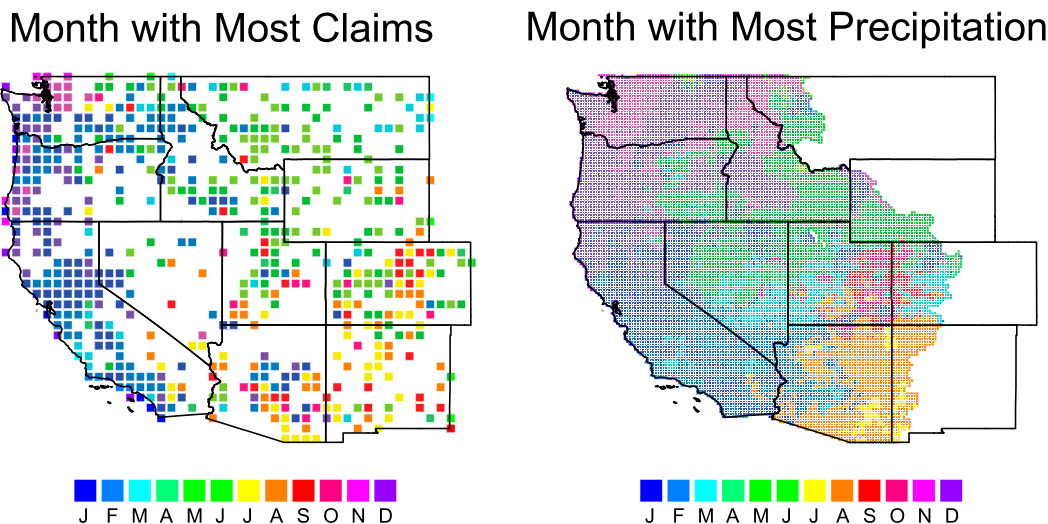 Month with Most Claims
Month with Most Precipitation
J F M A M J J A S O N D
J F M A M J J A S O N D